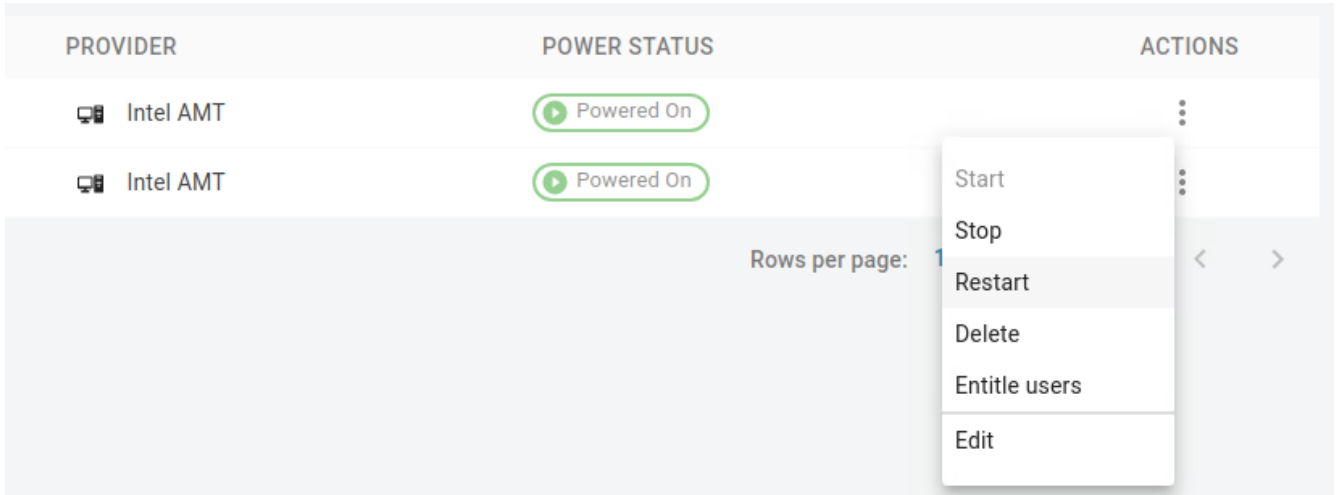 PROVIDER POWER STATUS ACTIONS
Intel AMT Powered On
Intel AMT Powered On
Start
Stop
Rows per page: 1
Restart
Delete
Entitle users
Edit